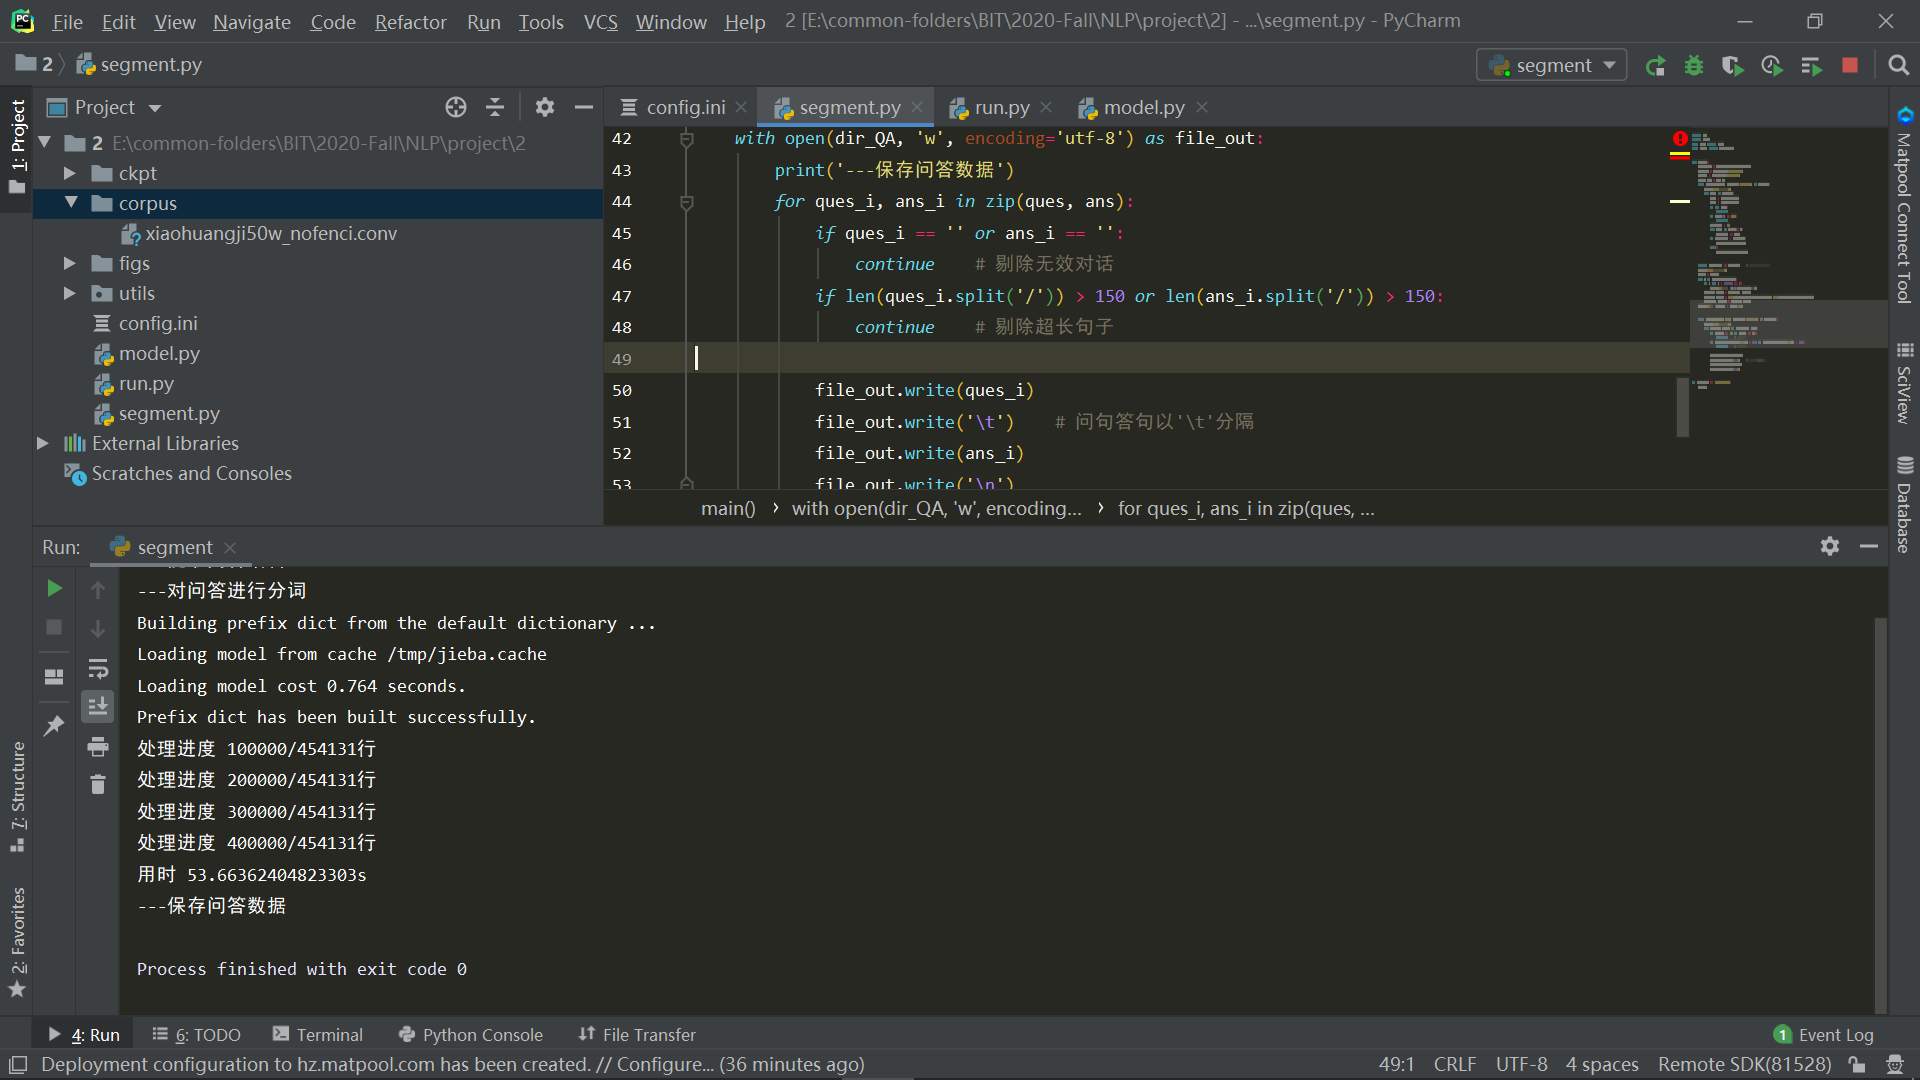 File Edit View Navigate Code Refactor Run Tools VCS Window Help 2 [E:\common-folders\BIT\2020-Fall\NLP\project\2] - ...\segment.py - PyCharm
2 segment.py
segment
Project
config.ini
segment.py
run.py
model.py
1: Project
2 E:\common-folders\BIT\2020-Fall\NLP\project\2
ckpt
corpus
xiaohuangji50w_nofenci.conv
figs
utils
config.ini
model.py
run.py
segment.py
External Libraries
Scratches and Consoles
42 with open(dir_QA, 'w', encoding='utf-8') as file_out:
43 print('---保存问答数据')
44 for ques_i, ans_i in zip(ques, ans):
45 if ques_i == '' or ans_i == '':
46 continue # 剔除无效对话
47 if len(ques_i.split('/')) > 150 or len(ans_i.split('/')) > 150:
48 continue # 剔除超长句子
49
50 file_out.write(ques_i)
51 file_out.write('\t') # 问句答句以'\t'分隔
52 file_out.write(ans_i)
53 file_out.write('\n')
main() › with open(dir_QA, 'w', encoding... › for ques_i, ans_i in zip(ques, ...
Matpool Connect Tool
SciView
Database
Run: segment
---对问答进行分词
Building prefix dict from the default dictionary ...
Loading model from cache /tmp/jieba.cache
Loading model cost 0.764 seconds.
Prefix dict has been built successfully.
处理进度 100000/454131行
处理进度 200000/454131行
处理进度 300000/454131行
处理进度 400000/454131行
用时 53.66362404823303s
---保存问答数据
Process finished with exit code 0
7: Structure
2: Favorites
4: Run 6: TODO Terminal Python Console File Transfer 1 Event Log
Deployment configuration to hz.matpool.com has been created. // Configure... (36 minutes ago) 49:1 CRLF UTF-8 4 spaces Remote SDK(81528)